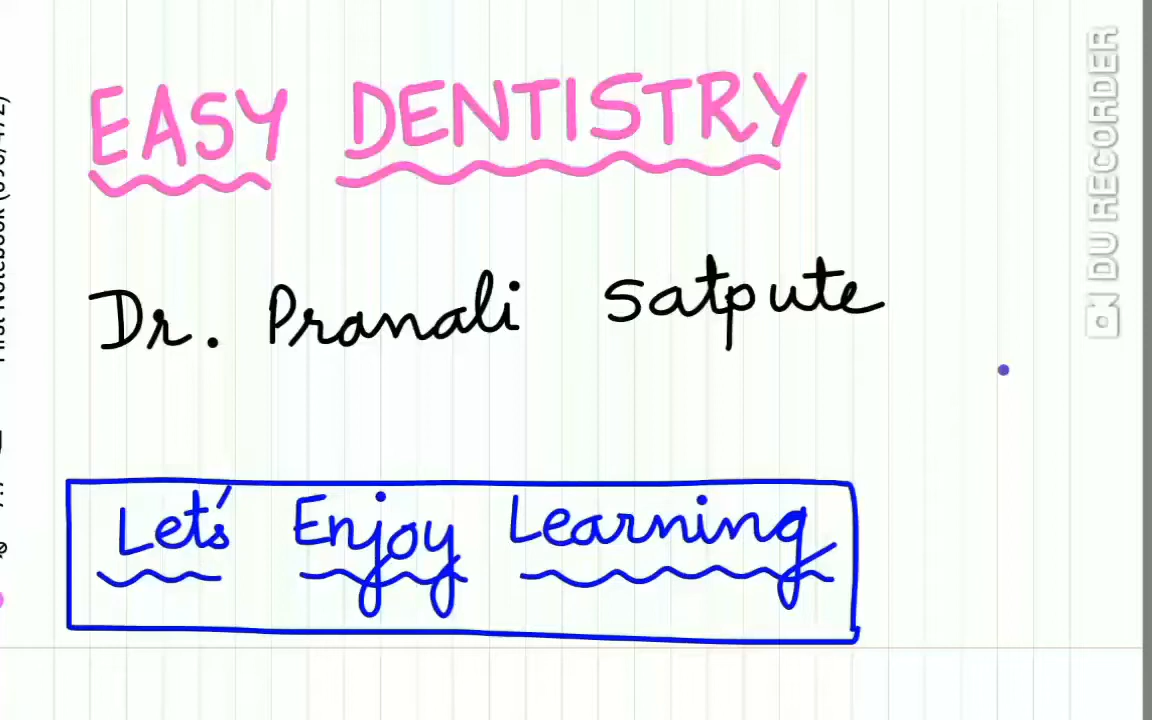 EASY DENTISTRY
Dr. Pranali Satpute
Let's Enjoy Learning
DU RECORDER